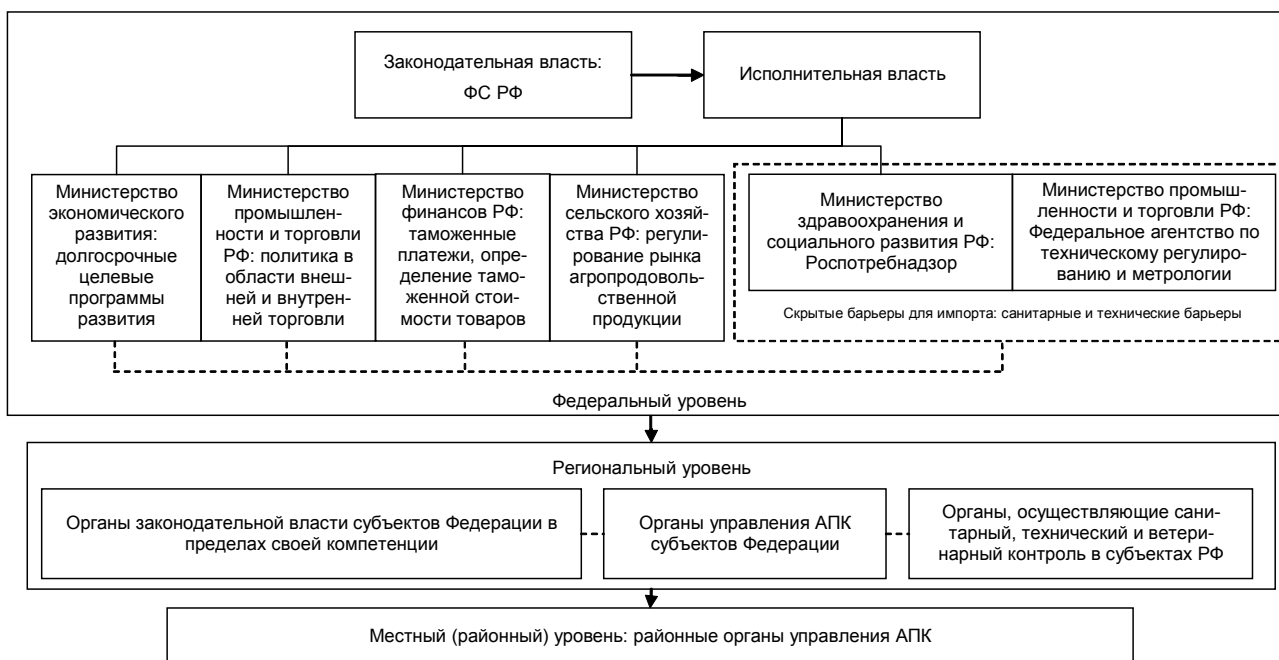 Законодательная власть:
ФС РФ
Исполнительная власть
Министерство
экономического
развития:
долгосрочные
целевые
программы
развития
Министерство
промышлен-
ности и торговли
РФ: политика в
области внеш-
ней и внутрен-
ней торговли
Министерство
финансов РФ:
таможенные
платежи, опре-
деление тамо-
женной стои-
мости товаров
Министерство
сельского хозяй-
ства РФ: регули-
рование рынка
агропродоволь-
ственной
продукции
Министерство
здравоохранения и
социального развития РФ:
Роспотребнадзор
Министерство промыш-
ленности и торговли РФ:
Федеральное агентство по
техническому регулиро-
ванию и метрологии
Скрытые барьеры для импорта: санитарные и технические барьеры
Федеральный уровень
Региональный уровень
Органы законодательной власти субъектов Федерации в
пределах своей компетенции
Органы управления АПК
субъектов Федерации
Органы, осуществляющие сани-
тарный, технический и ветери-
нарный контроль в субъектах РФ
Местный (районный) уровень: районные органы управления АПК